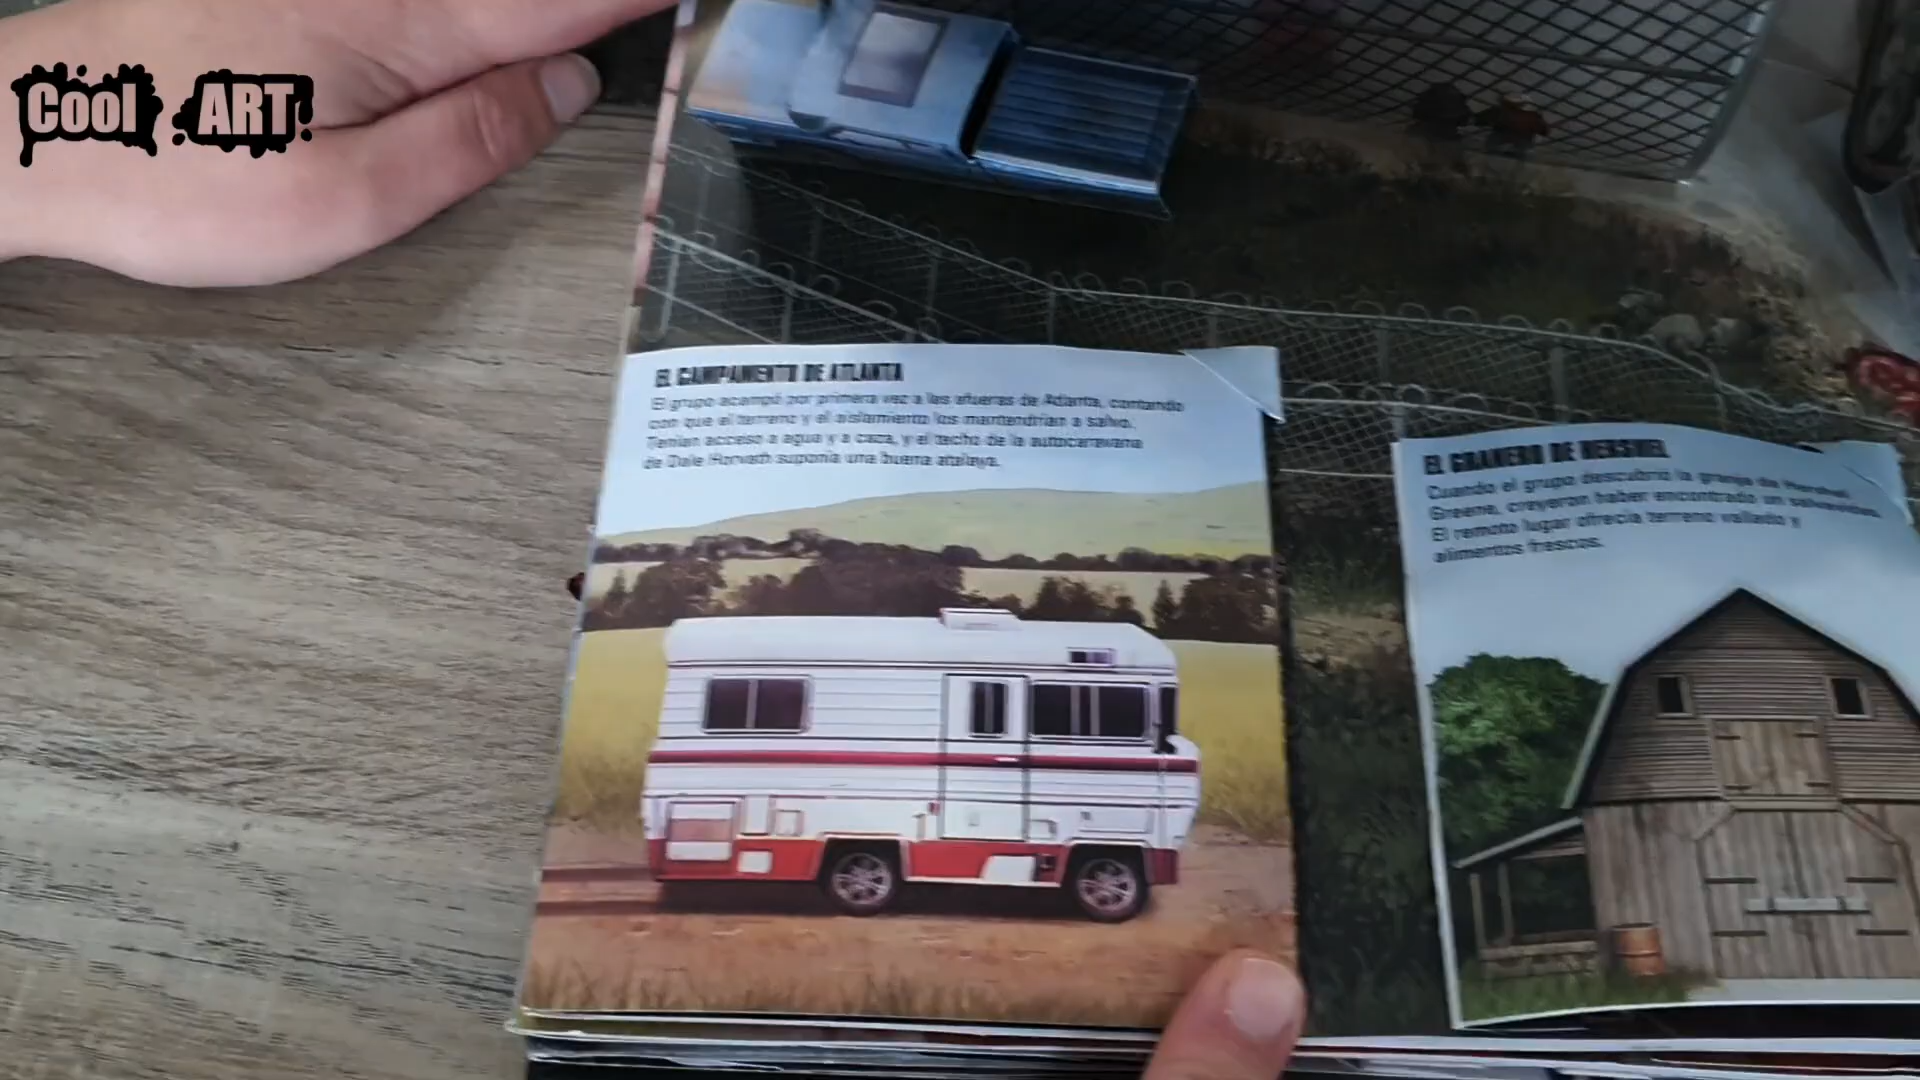 Cool ART!
EL CAMPAMENTO DE ATLANTA
El grupo acampó por primera vez a las afueras de Atlanta, contando
con que el terreno y el aislamiento los mantendrían a salvo.
Tenían acceso a agua y a caza, y el techo de la autocaravana
de Dale Horvath suponía una buena atalaya.
EL GRANERO DE HERSHEL
Cuando el grupo descubrió la granja de Hershel
Greene, creyeron haber encontrado un salvavidas.
El remoto lugar ofrecía terreno vallado y
alimentos frescos.